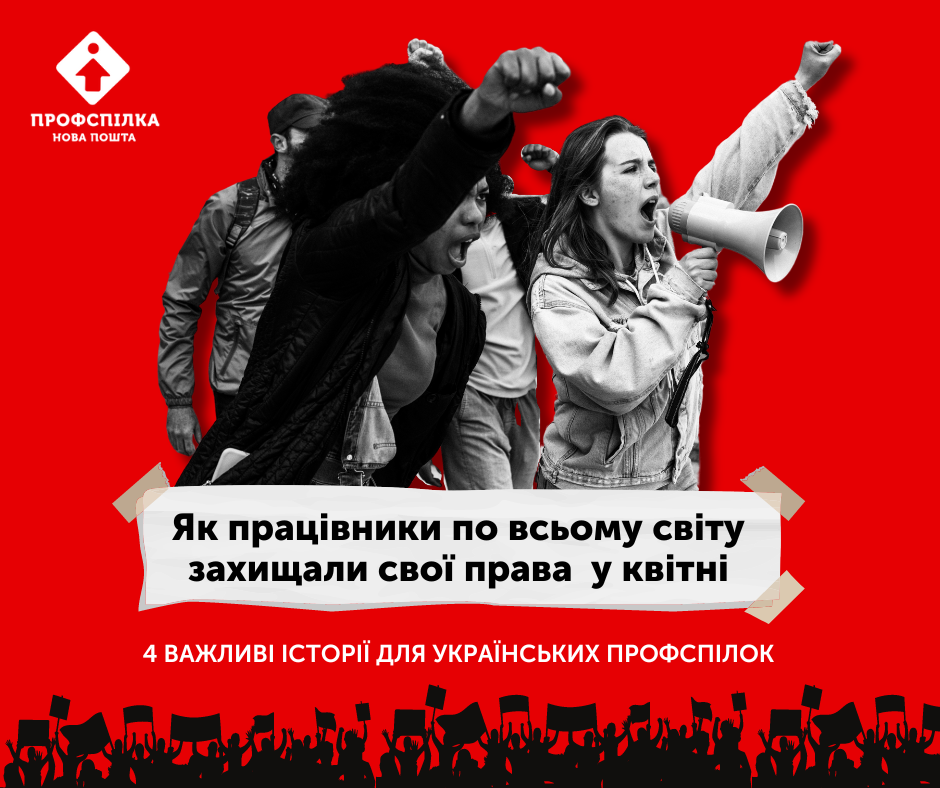 ПРОФСПІЛКА
НОВА ПОШТА
Як працівники по всьому світу
захищали свої права  у квітні
4 ВАЖЛИВІ ІСТОРІЇ ДЛЯ УКРАЇНСЬКИХ ПРОФСПІЛОК